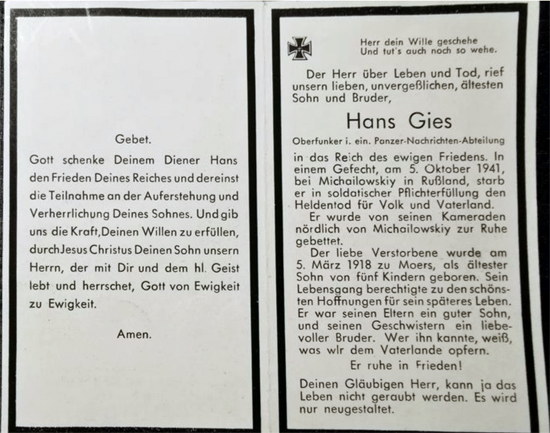 Gebet.
Gott schenke Deinem Diener Hans
den Frieden Deines Reiches und dereinst
die Teilnahme an der Auferstehung und
Verherrlichung Deines Sohnes. Und gib
uns die Kraft, Deinen Willen zu erfüllen,
durch Jesus Christus Deinen Sohn unsern
Herrn, der mit Dir und dem hl. Geist
lebt und herrschet, Gott von Ewigkeit
zu Ewigkeit.
Amen.
Herr dein Wille geschehe
Und tut's auch noch so wehe.
Der Herr über Leben und Tod, rief
unsern lieben, unvergeßlichen, ältesten
Sohn und Bruder,
Hans Gies
Oberfunker i. ein. Panzer-Nachrichten-Abteilung
in das Reich des ewigen Friedens. In
einem Gefecht, am 5. Oktober 1941,
bei Michailowskiy in Rußland, starb
er in soldatischer Pflichterfüllung den
Heldentod für Volk und Vaterland.
Er wurde von seinen Kameraden
nördlich von Michailowskiy zur Ruhe
gebettet.
Der liebe Verstorbene wurde am
5. März 1918 zu Moers, als ältester
Sohn von fünf Kindern geboren. Sein
Lebensgang berechtigte zu den schöns-
ten Hoffnungen für sein späteres Leben.
Er war seinen Eltern ein guter Sohn,
und seinen Geschwistern ein liebe-
voller Bruder. Wer ihn kannte, weiß,
was wir dem Vaterlande opfern.
Er ruhe in Frieden!
Deinen Gläubigen Herr, kann ja das
Leben nicht geraubt werden. Es wird
nur neugestaltet.